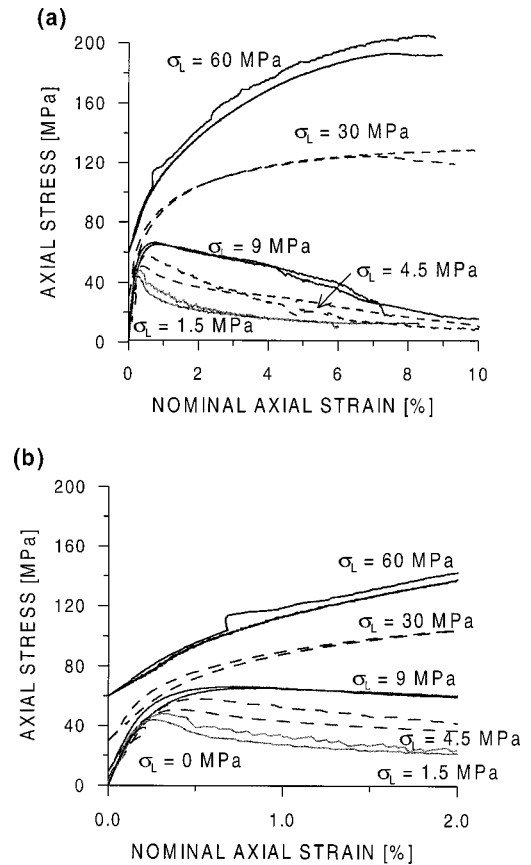 (a)
200
160
120
80
40
0
AXIAL STRESS [MPa]
σL = 60 MPa
σL = 30 MPa
σL = 9 MPa
σL = 4.5 MPa
σL = 1.5 MPa
0 2 4 6 8 10
NOMINAL AXIAL STRAIN [%]
(b)
200
160
120
80
40
0
AXIAL STRESS [MPa]
σL = 60 MPa
σL = 30 MPa
σL = 9 MPa
σL = 4.5 MPa
σL = 0 MPa
σL = 1.5 MPa
0.0 1.0 2.0
NOMINAL AXIAL STRAIN [%]